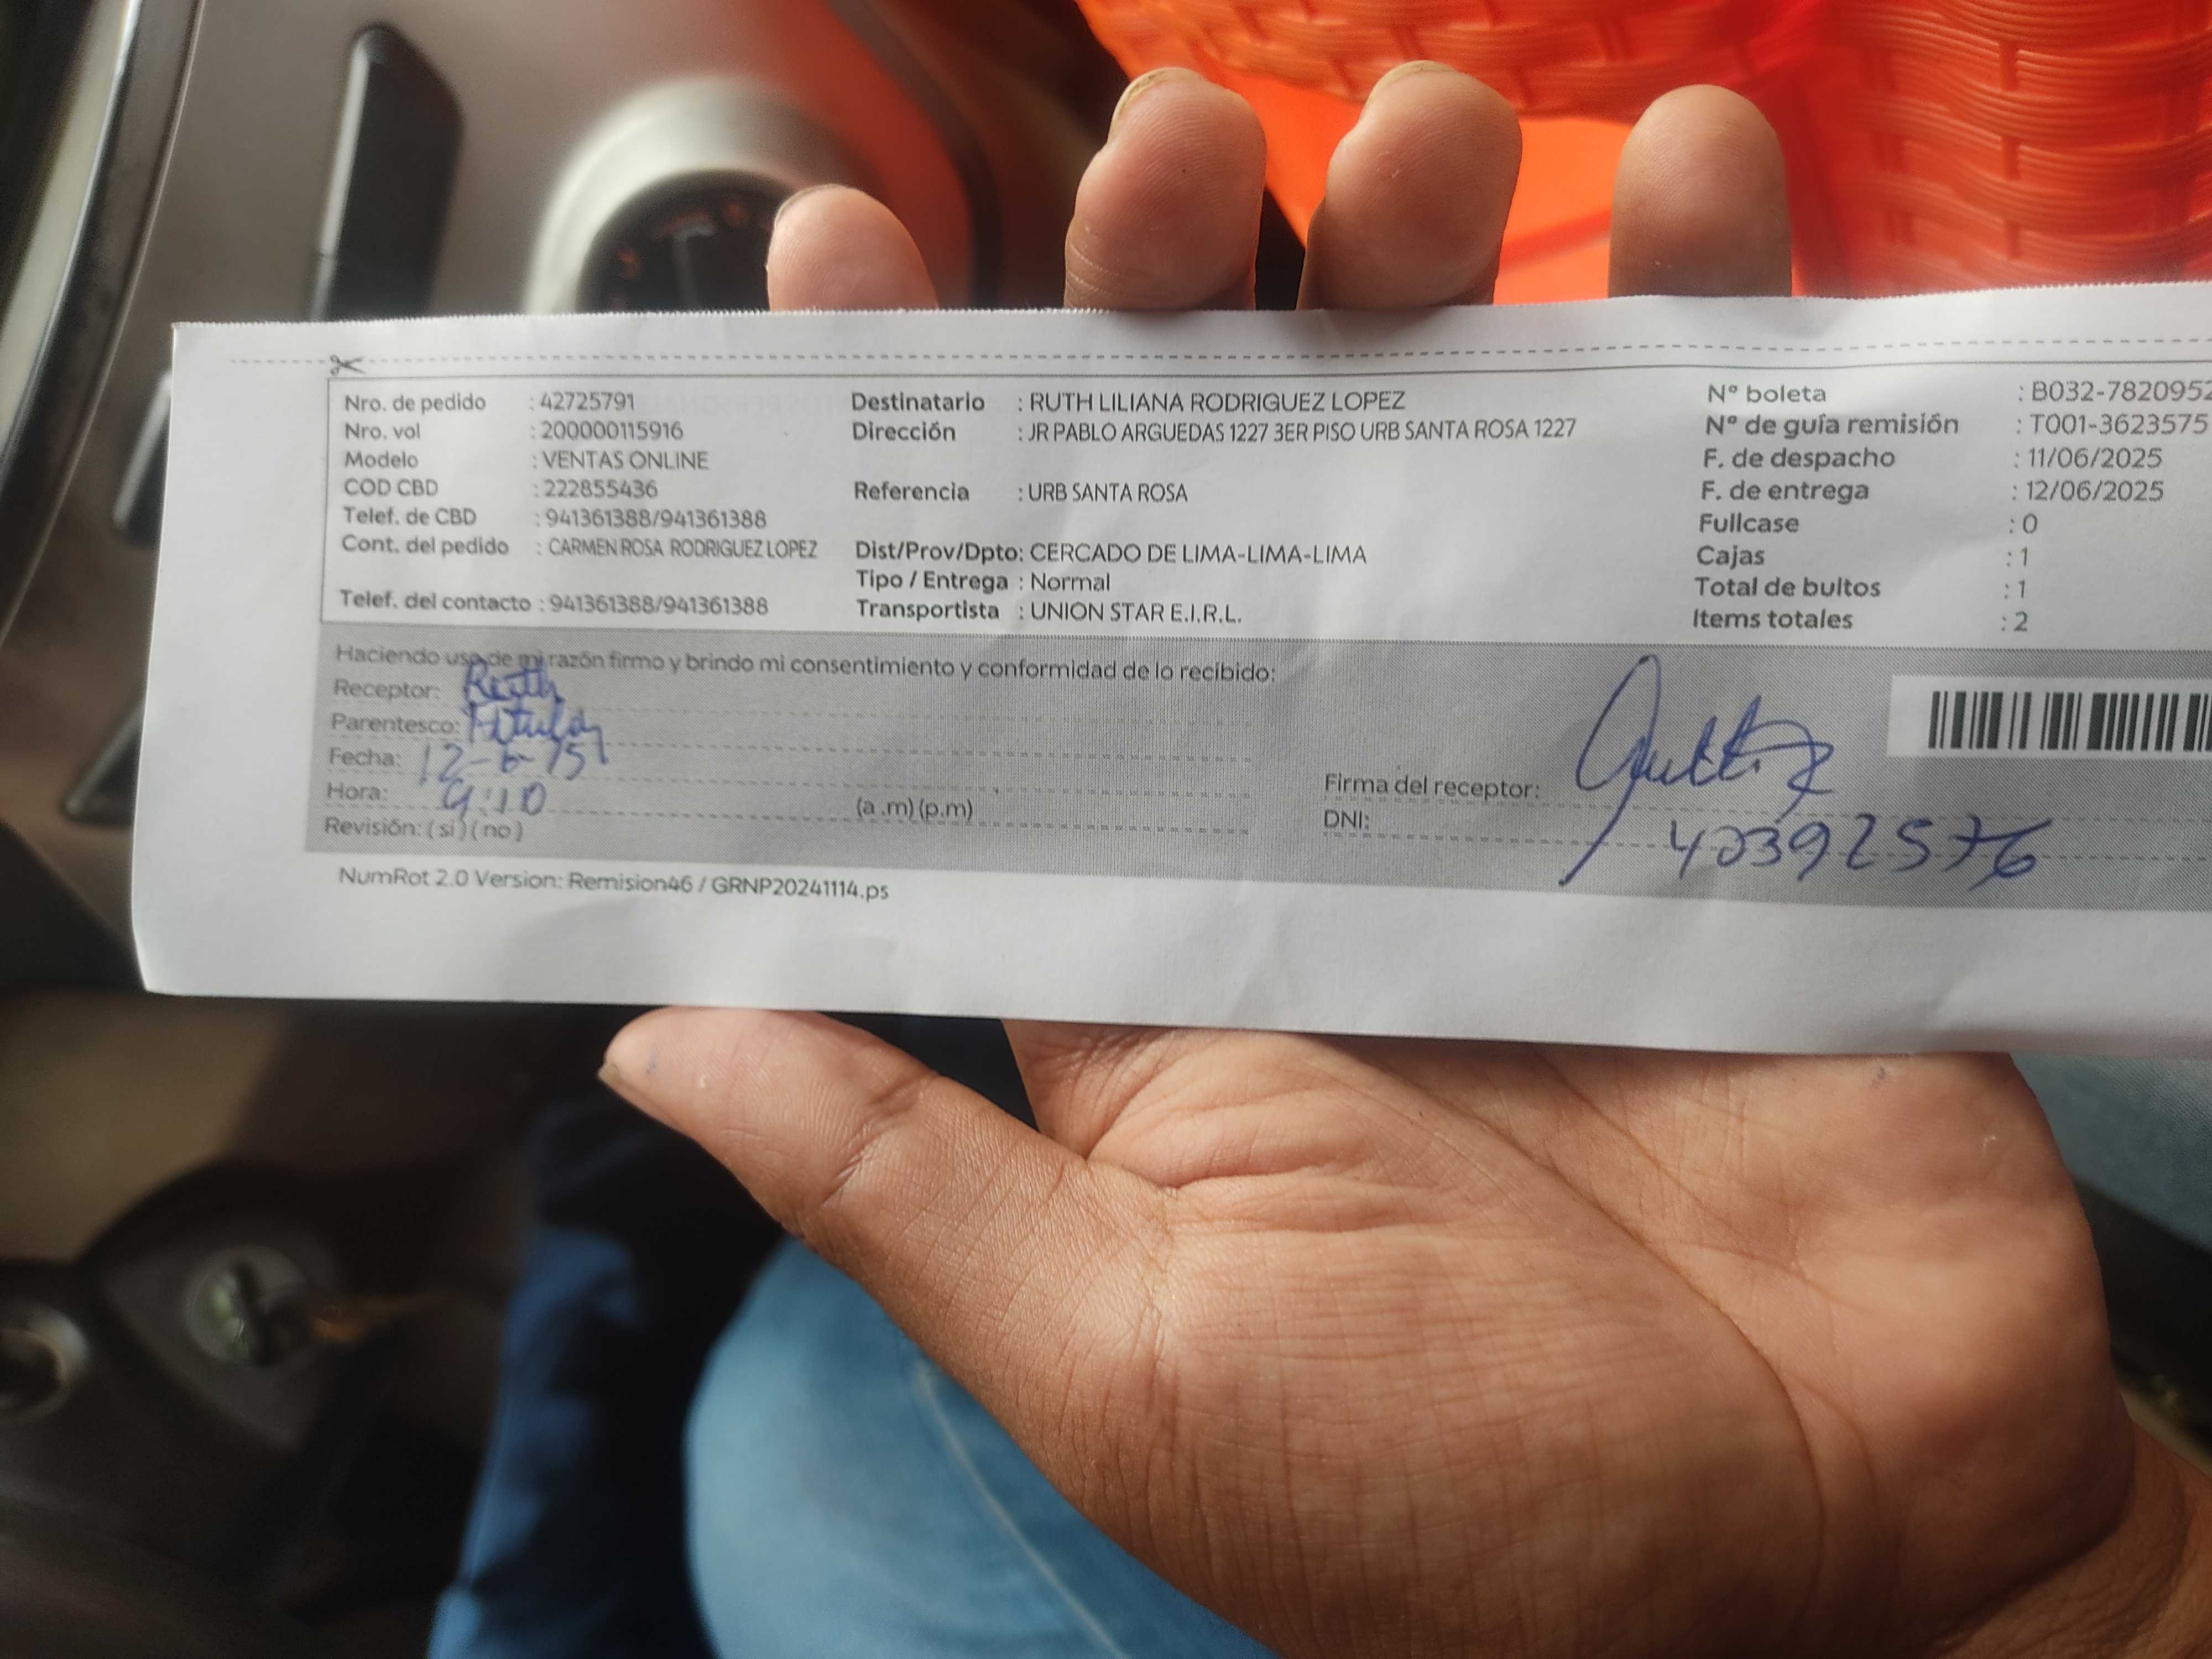 Nro. de pedido : 42725791
Nro. vol : 200000115916
Modelo : VENTAS ONLINE
COD CBD : 222855436
Telef. de CBD : 941361388/941361388
Cont. del pedido : CARMEN ROSA RODRIGUEZ LOPEZ
Telef. del contacto : 941361388/941361388
Destinatario : RUTH LILIANA RODRIGUEZ LOPEZ
Dirección : JR PABLO ARGUEDAS 1227 3ER PISO URB SANTA ROSA 1227
Referencia : URB SANTA ROSA
Dist/Prov/Dpto: CERCADO DE LIMA-LIMA-LIMA
Tipo / Entrega : Normal
Transportista : UNION STAR E.I.R.L.
Nº boleta : B032-7820952
Nº de guía remisión : T001-3623575
F. de despacho : 11/06/2025
F. de entrega : 12/06/2025
Fullcase : 0
Cajas : 1
Total de bultos : 1
Items totales : 2
Haciendo uso de mi razón firmo y brindo mi consentimiento y conformidad de lo recibido:
Receptor: Ruth
Parentesco: Titular
Fecha: 12-6-
Hora: 9:10 (a .m) (p.m)
Revisión: ( si ) ( no )
Firma del receptor:
DNI: 40392576
NumRot 2.0 Version: Remision46 / GRNP20241114.ps